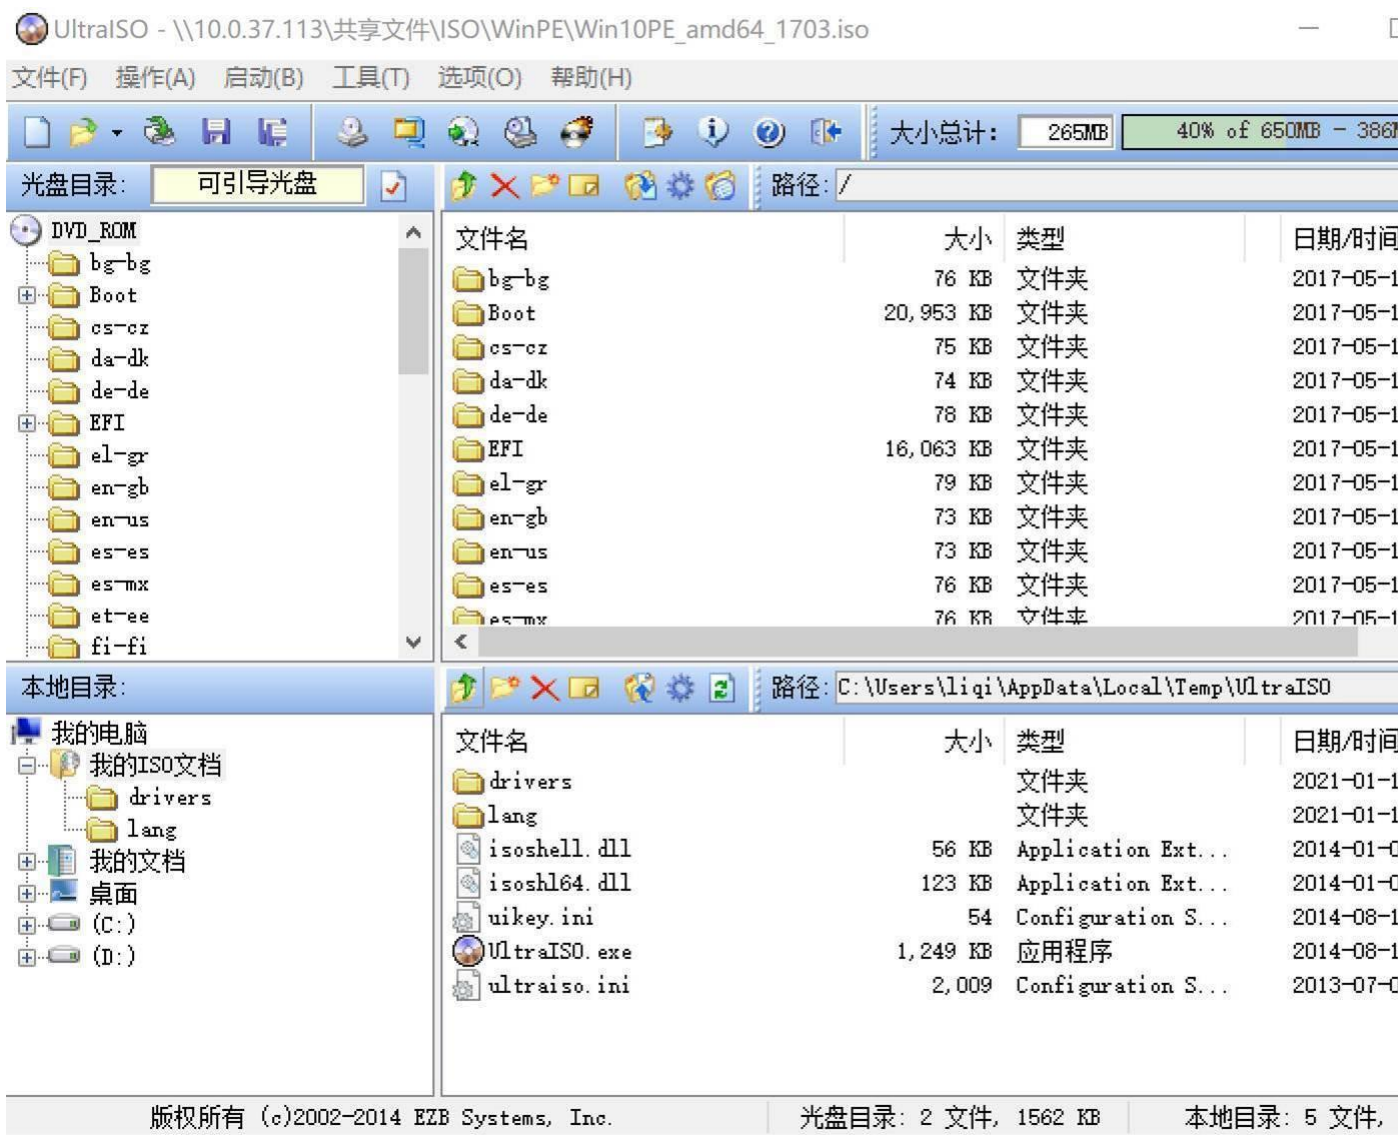 UltraISO - \\10.0.37.113\共享文件\ISO\WinPE\Win10PE_amd64_1703.iso
文件(F) 操作(A) 启动(B) 工具(T) 选项(O) 帮助(H)
大小总计: 265MB 40% of 650MB - 386M
光盘目录: 可引导光盘 路径: /
DVD_ROM
bg-bg
Boot
cs-cz
da-dk
de-de
EFI
el-gr
en-gb
en-us
es-es
es-mx
et-ee
fi-fi
文件名 大小 类型 日期/时间
bg-bg 76 KB 文件夹 2017-05-1
Boot 20,953 KB 文件夹 2017-05-1
cs-cz 75 KB 文件夹 2017-05-1
da-dk 74 KB 文件夹 2017-05-1
de-de 78 KB 文件夹 2017-05-1
EFI 16,063 KB 文件夹 2017-05-1
el-gr 79 KB 文件夹 2017-05-1
en-gb 73 KB 文件夹 2017-05-1
en-us 73 KB 文件夹 2017-05-1
es-es 76 KB 文件夹 2017-05-1
es-mx 76 KB 文件夹 2017-05-1
本地目录: 路径: C:\Users\liqi\AppData\Local\Temp\UltraISO
我的电脑
我的ISO文档
drivers
lang
我的文档
桌面
(C:)
(D:)
文件名 大小 类型 日期/时间
drivers 文件夹 2021-01-1
lang 文件夹 2021-01-1
isoshell.dll 56 KB Application Ext... 2014-01-0
isoshl64.dll 123 KB Application Ext... 2014-01-0
uikey.ini 54 Configuration S... 2014-08-1
UltraISO.exe 1,249 KB 应用程序 2014-08-1
ultraiso.ini 2,009 Configuration S... 2013-07-0
版权所有 (c)2002-2014 EZB Systems, Inc. 光盘目录: 2 文件, 1562 KB 本地目录: 5 文件,